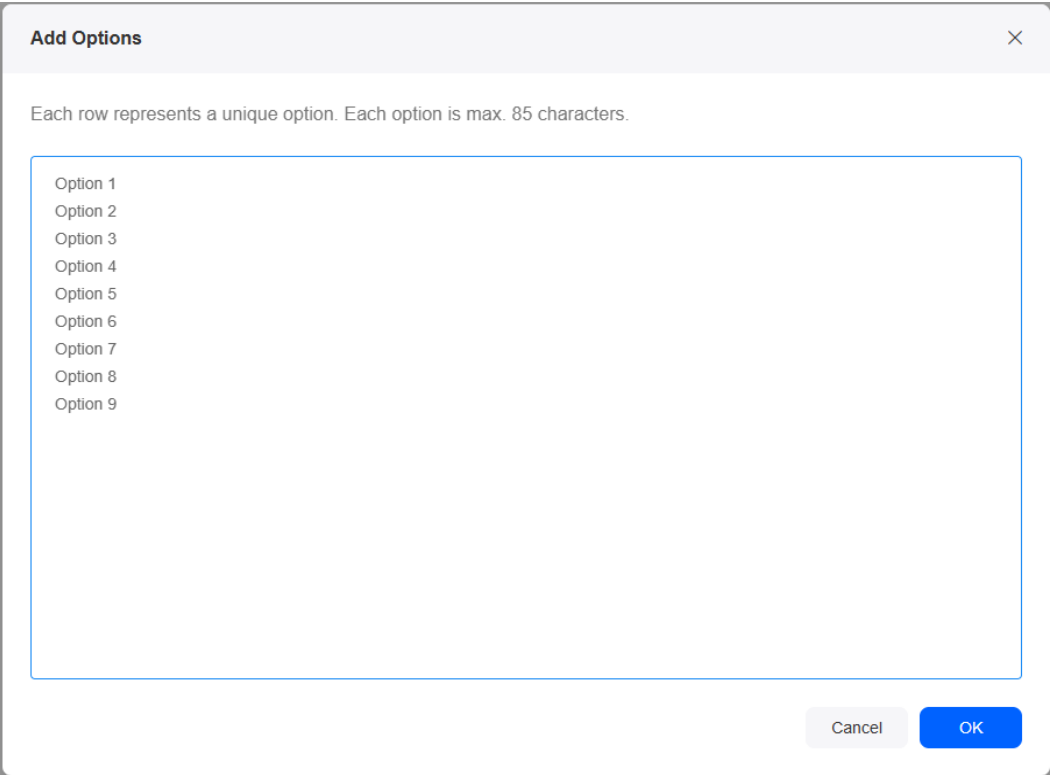 Add Options
Each row represents a unique option. Each option is max. 85 characters.
Option 1
Option 2
Option 3
Option 4
Option 5
Option 6
Option 7
Option 8
Option 9
Cancel
OK